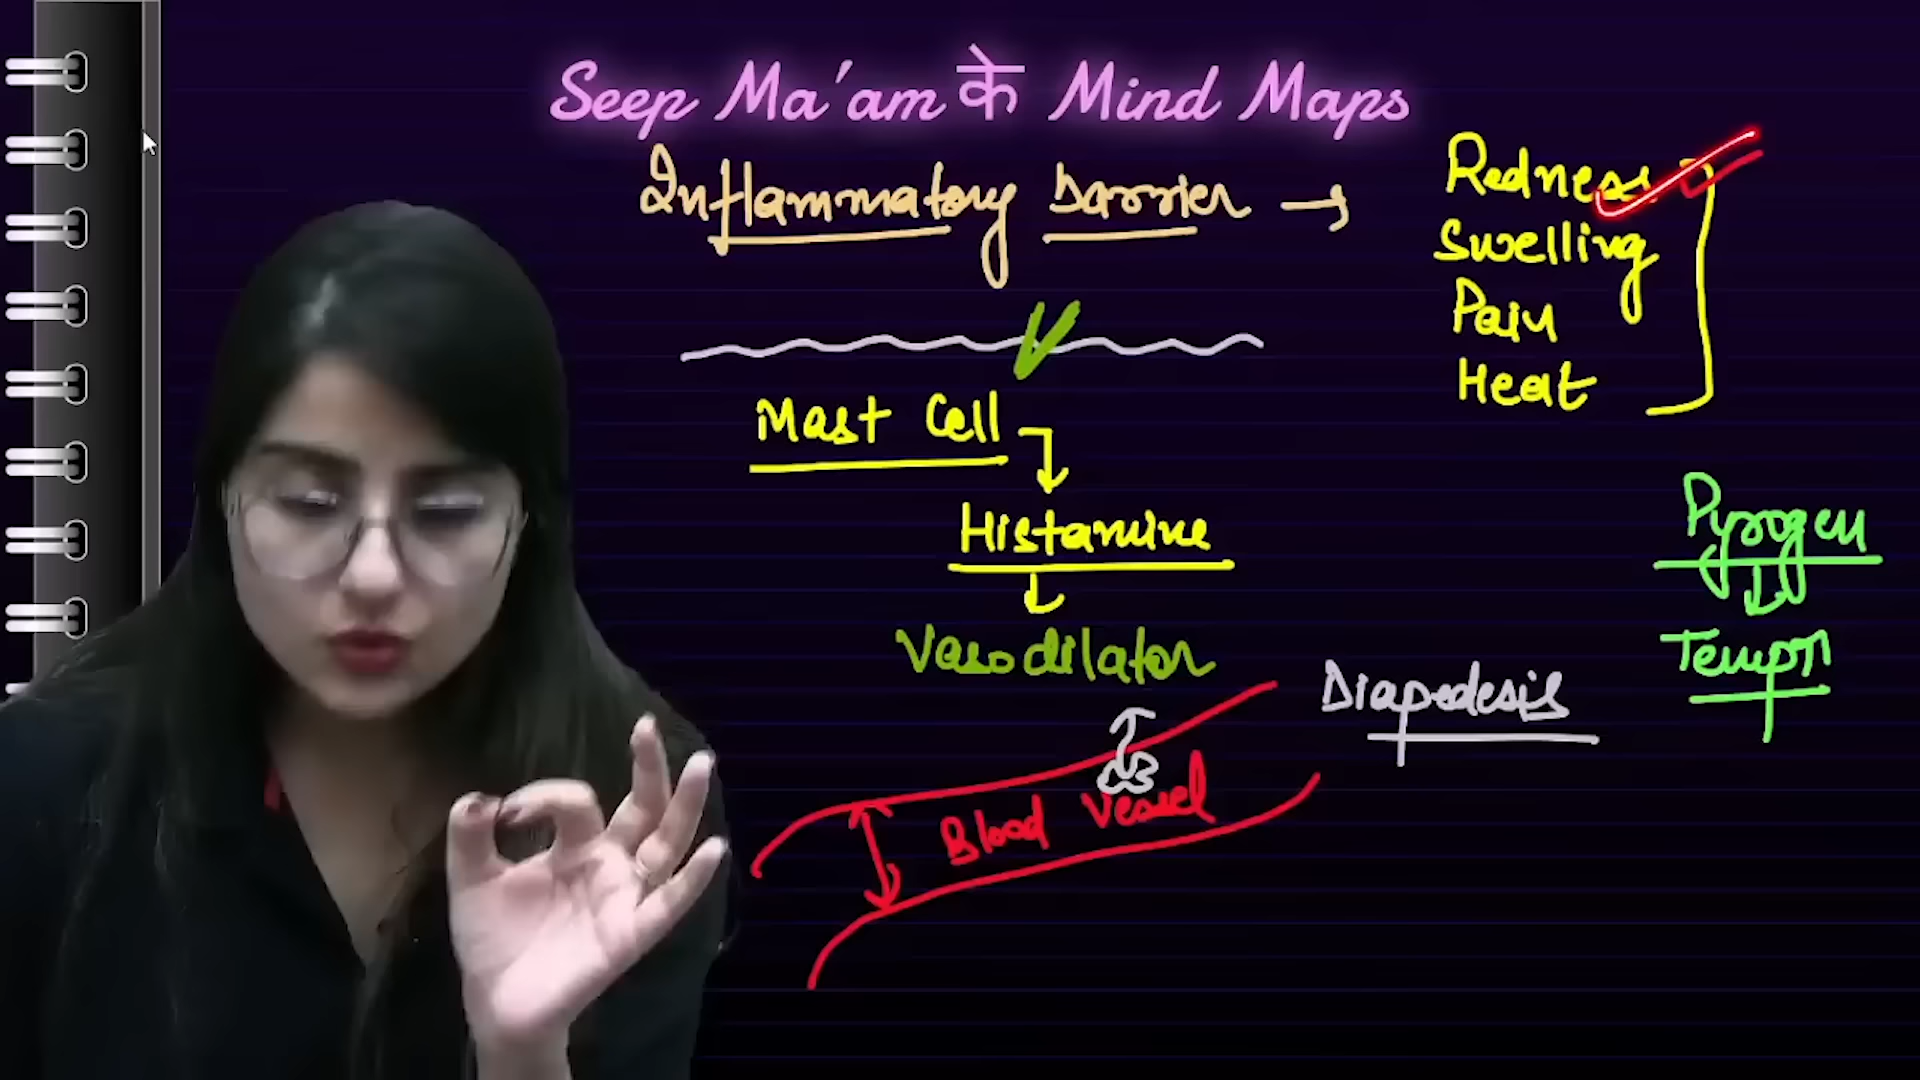 Seep Ma'am के Mind Maps
Inflammatory Barrier →
Redness
Swelling
Pain
Heat
Mast Cell
Histamine
↓
Vasodilator
Blood Vessel
Diapedesis
Pyrogen
↓
Tempr